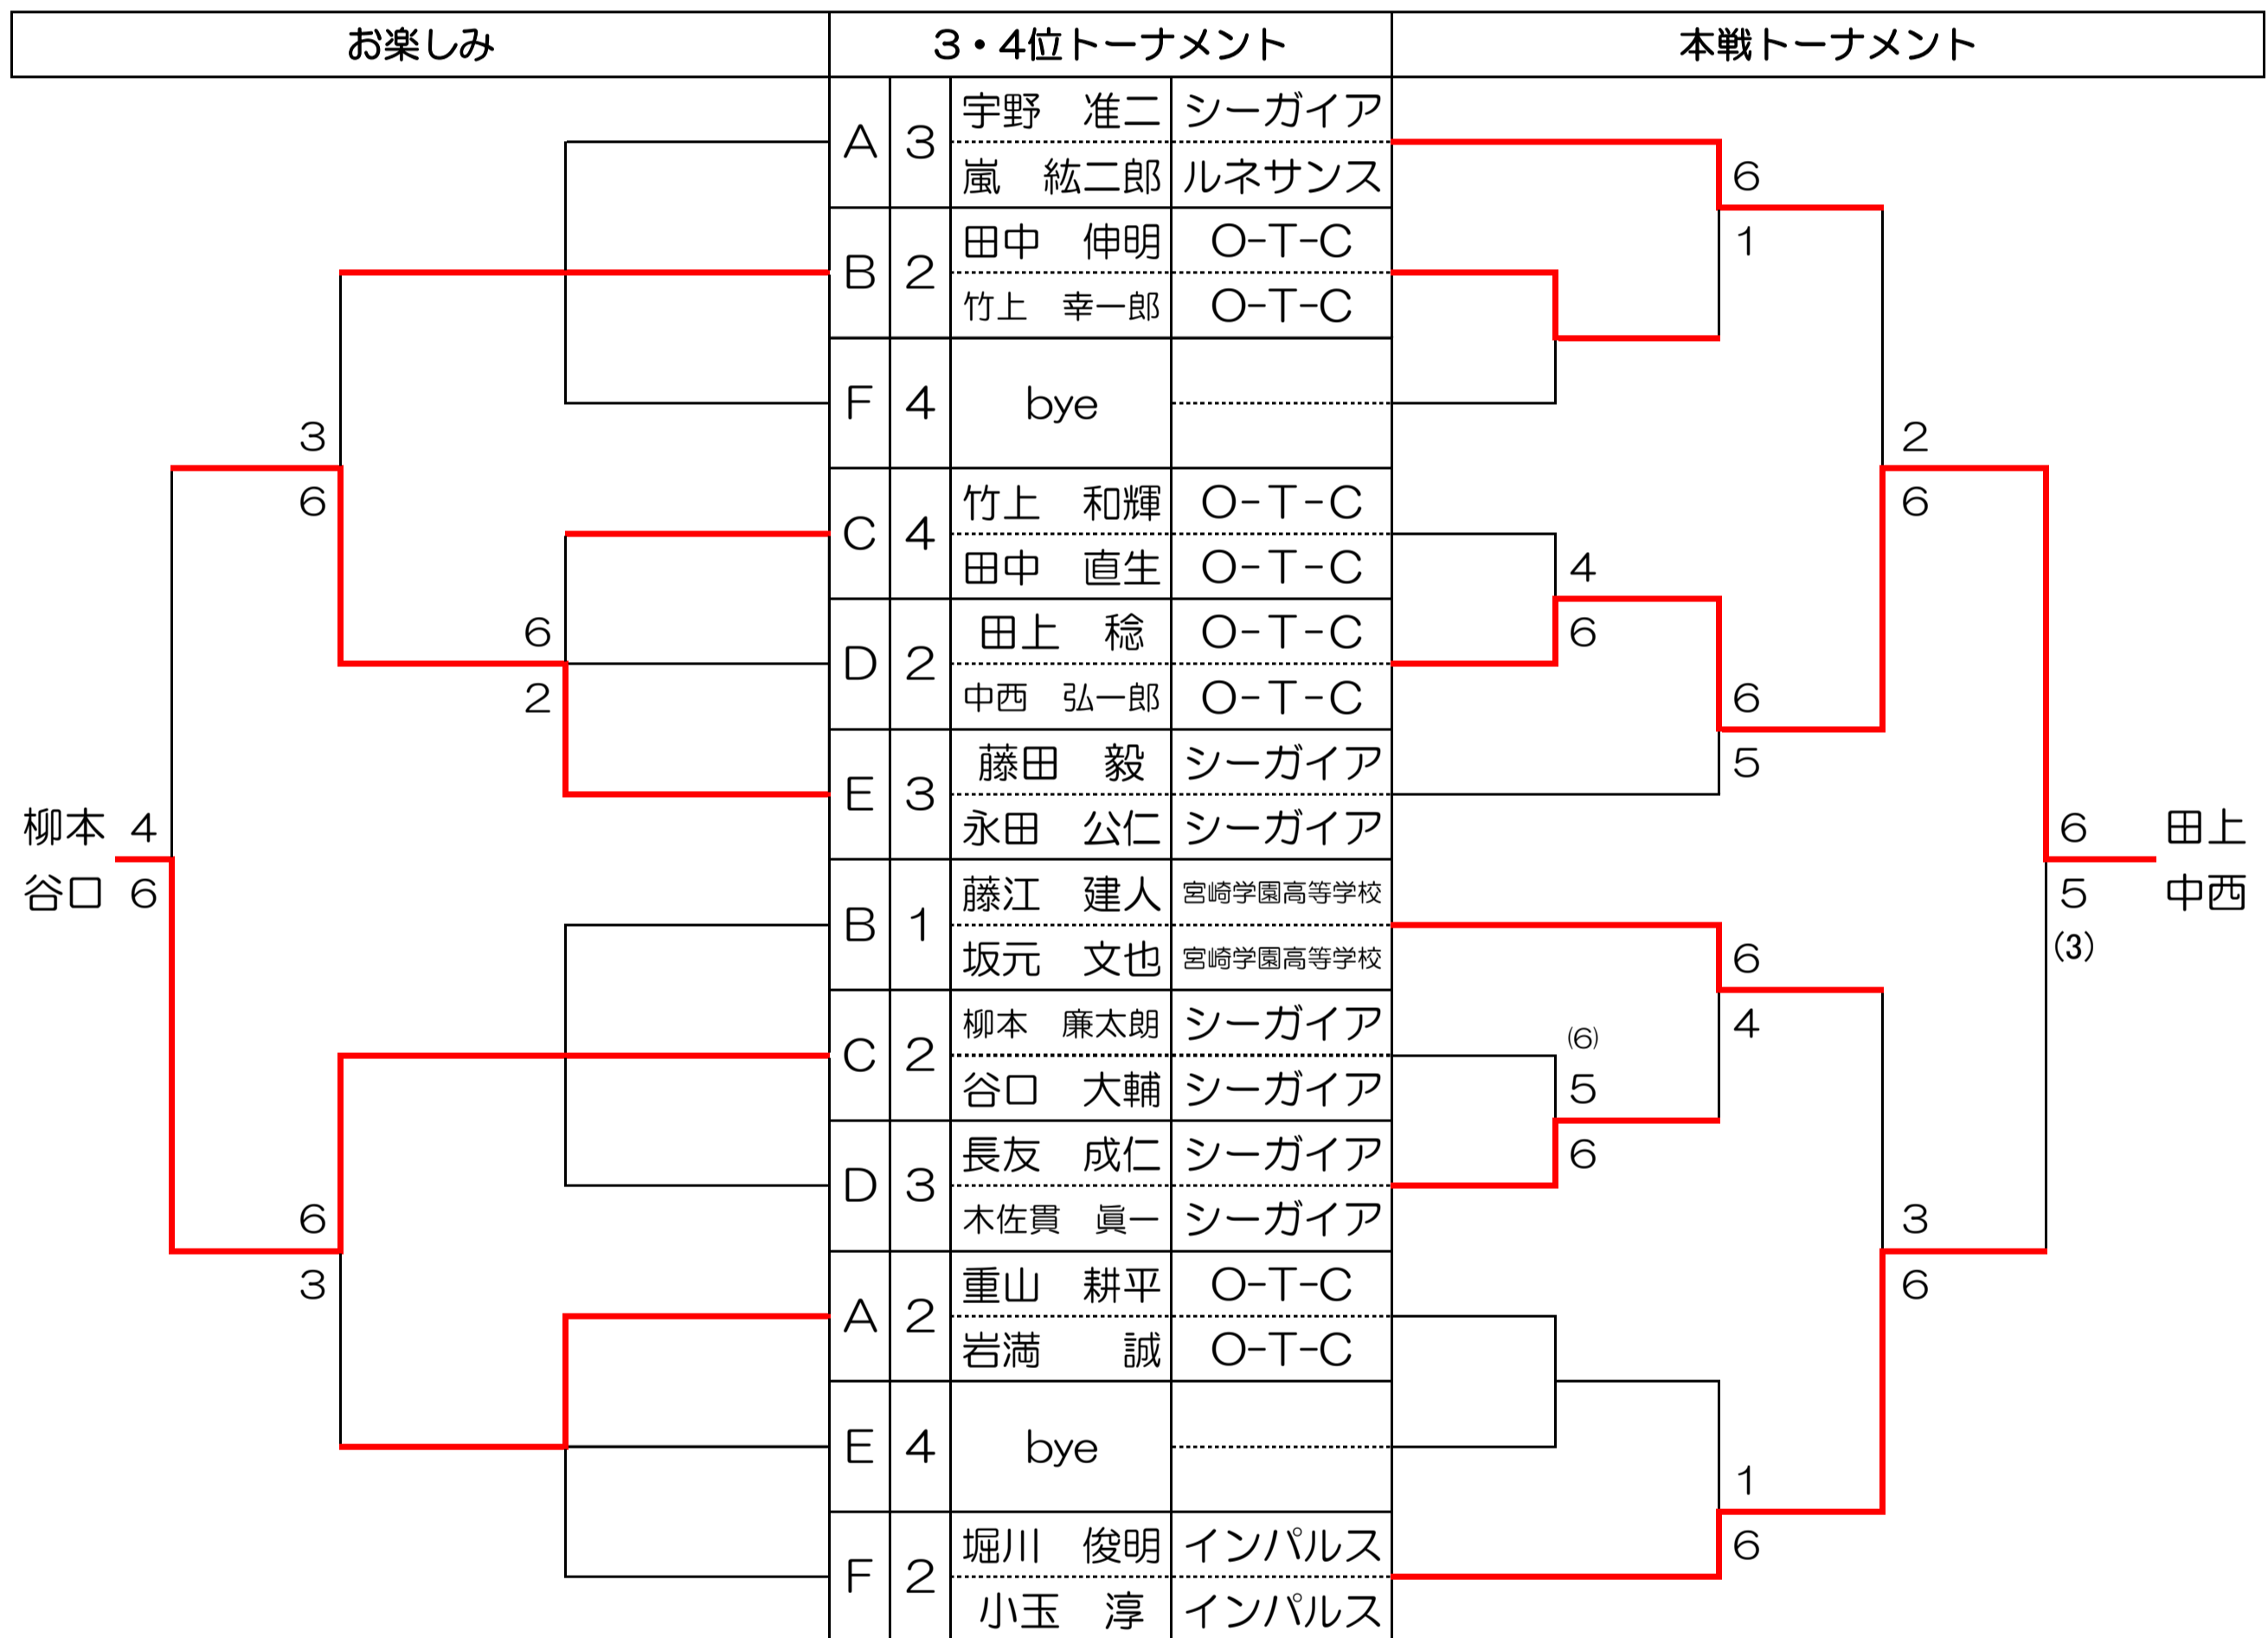 お楽しみ 3・4位トーナメント 本戦トーナメント
A 3 宇野 准二 シーガイア
嵐 紘二郎 ルネサンス
6
B 2 田中 伸明 O-T-C
1
竹上 幸一郎 O-T-C
F 4 bye
3
2
6
竹上 和輝 O-T-C
6
C 4
田中 直生 O-T-C
4
6
田上 稔 O-T-C
6
D 2
2
中西 弘一郎 O-T-C
6
藤田 毅 シーガイア
5
E 3
柳本 4
永田 公仁 シーガイア
6 田上
谷口 6
藤江 建人 宮崎学園高等学校
5 中西
B 1
(3)
坂元 文也 宮崎学園高等学校
6
柳本 廉太朗 シーガイア
(6)
4
C 2
谷口 大輔 シーガイア
5
長友 成仁 シーガイア
6
D 3
6
木佐貫 眞一 シーガイア
3
3
重山 耕平 O-T-C
6
A 2
岩満 誠 O-T-C
E 4 bye
1
堀川 俊明 インパルス
6
F 2
小玉 淳 インパルス